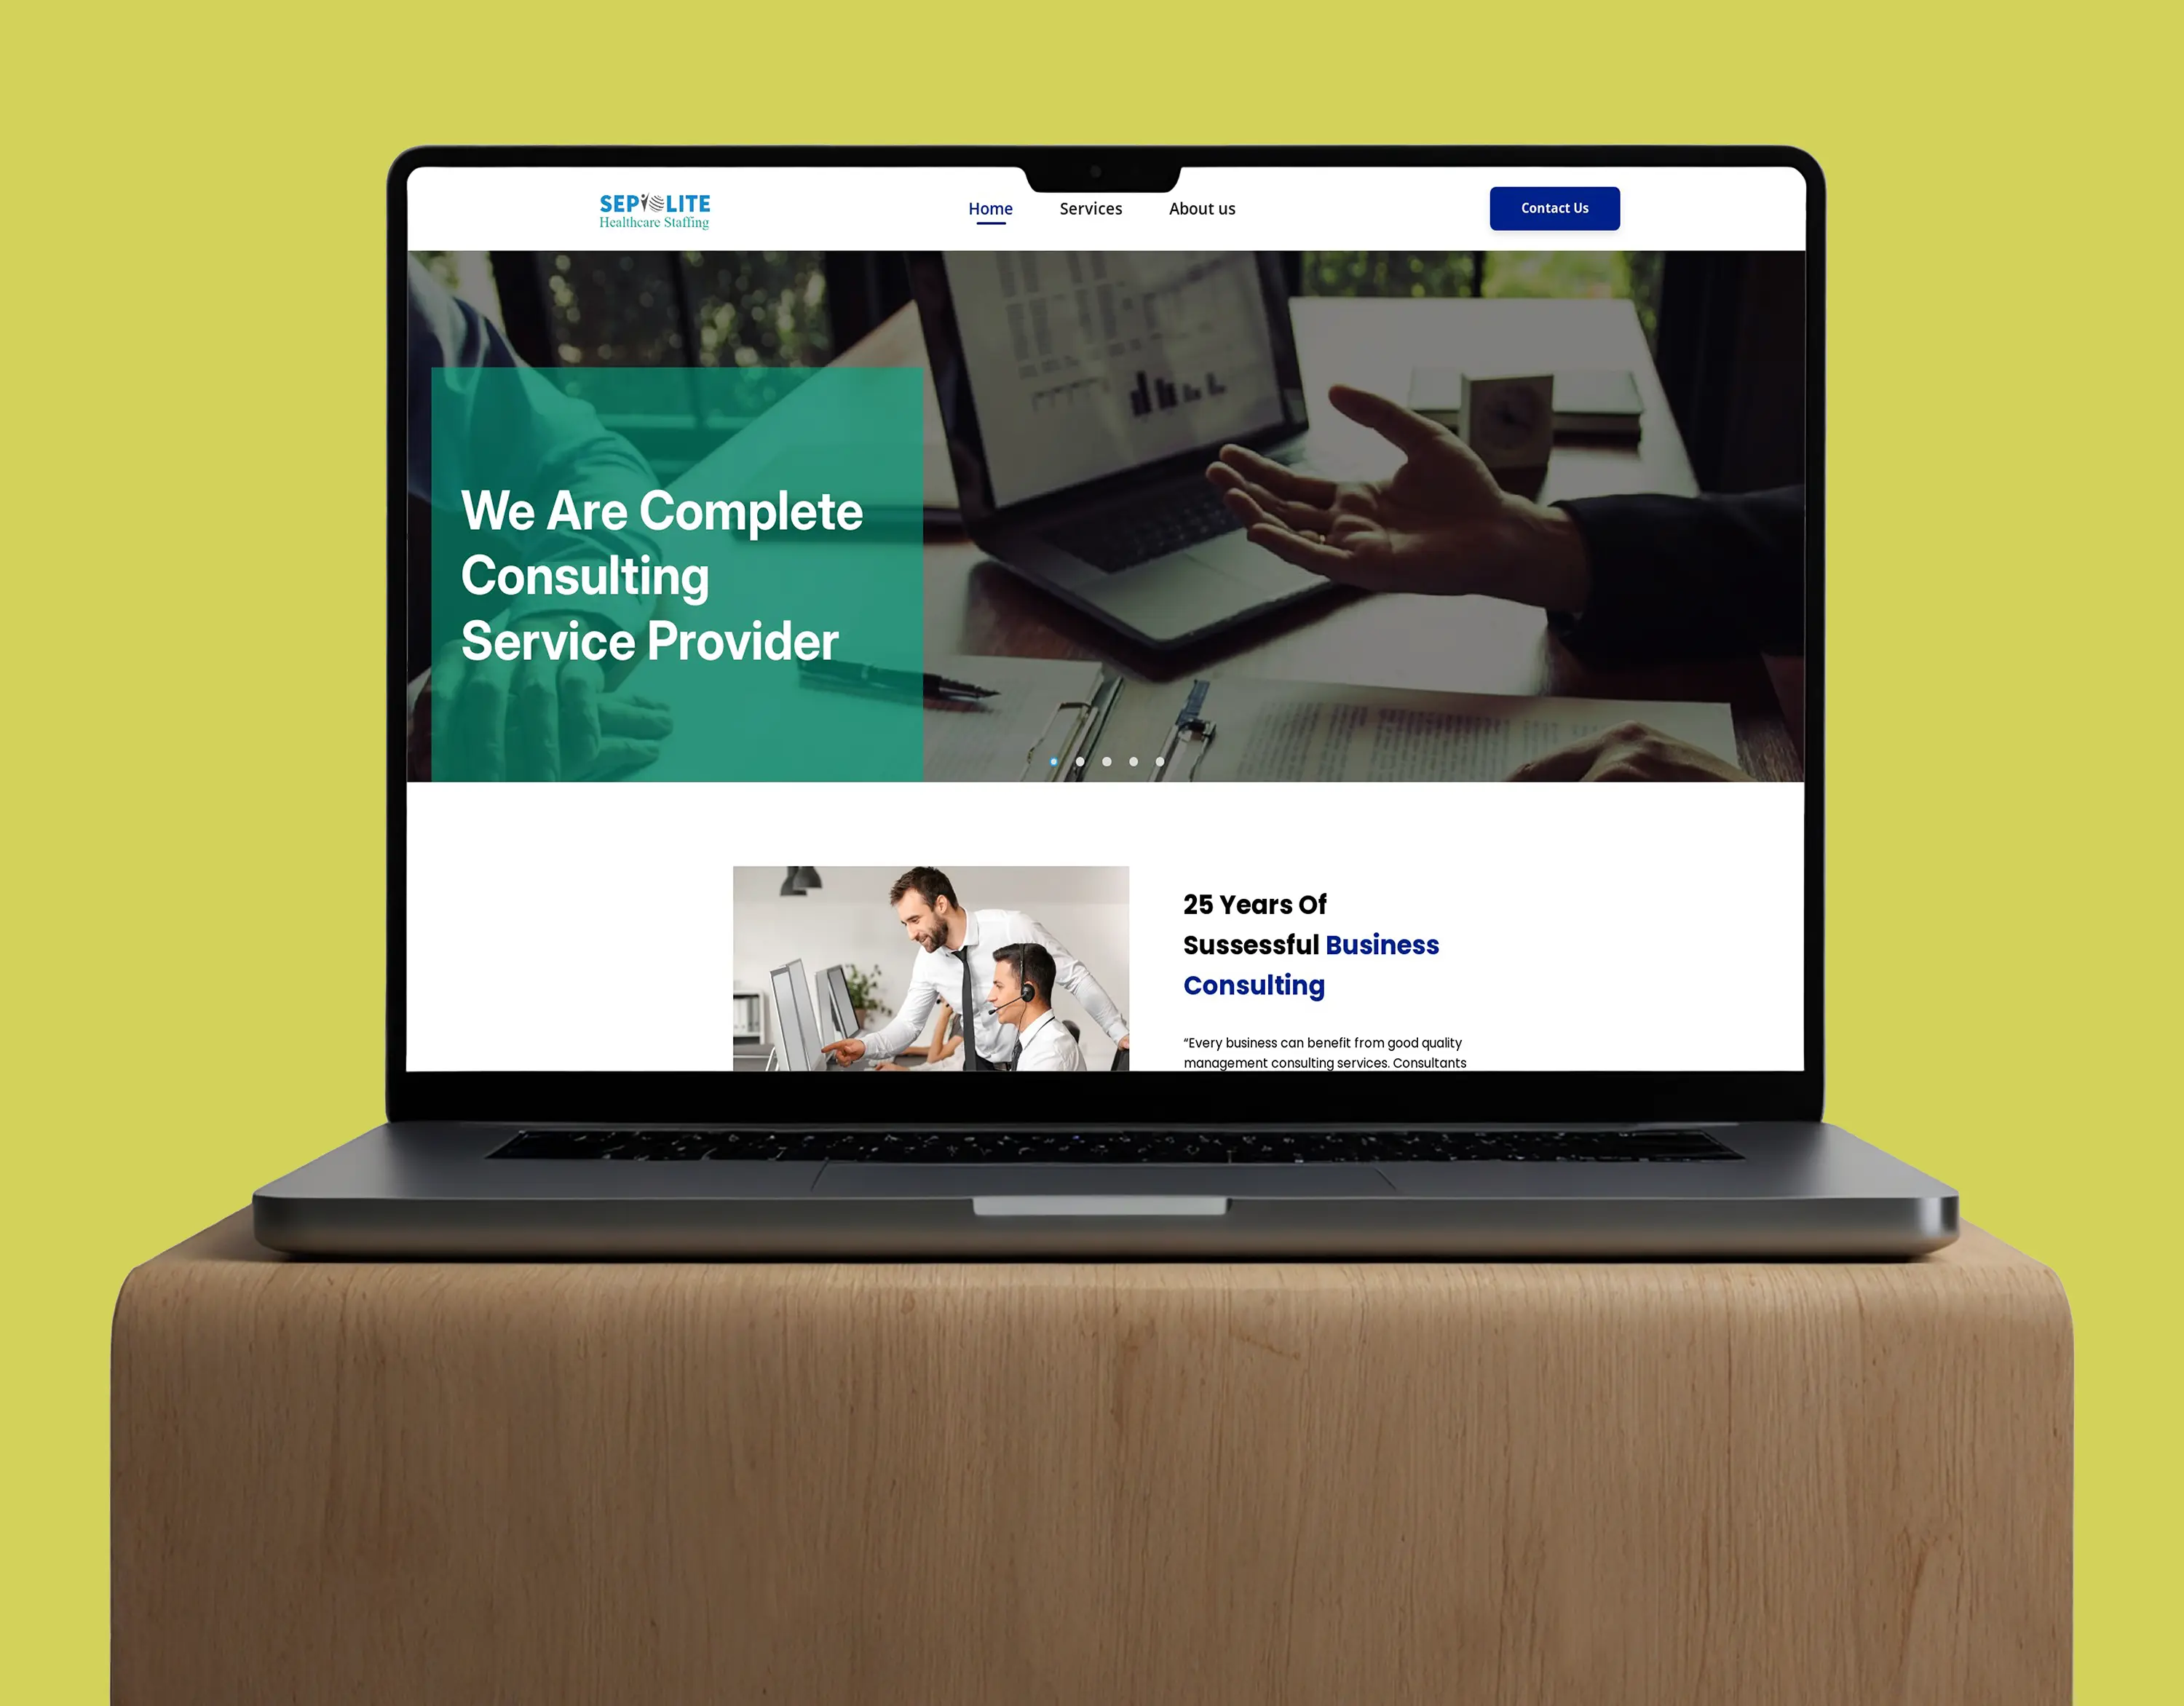 SEPOLITE
Healthcare Staffing
Home
Services
About us
Contact Us
We Are Complete
Consulting
Service Provider
25 Years Of
Sussessful Business
Consulting
“Every business can benefit from good quality
management consulting services. Consultants